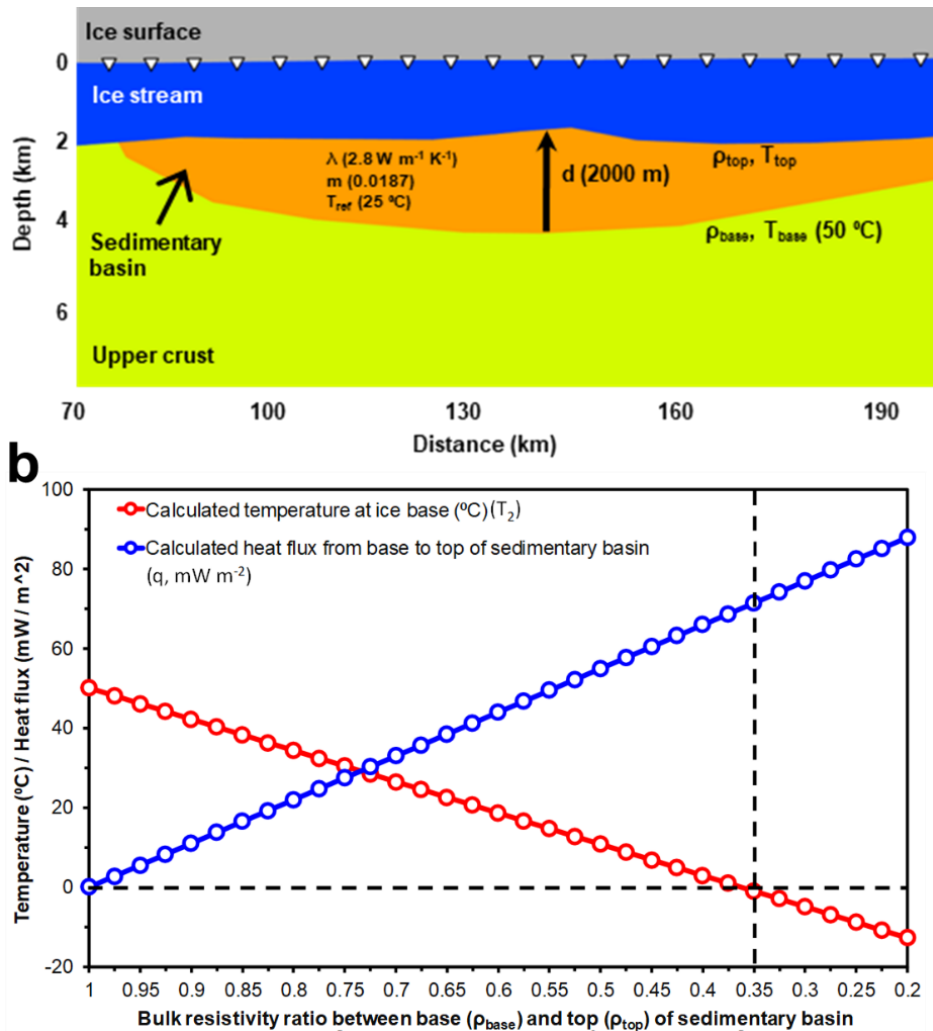 Ice surface
0
Ice stream
2
λ (2.8 W m⁻¹ K⁻¹)
m (0.0187)
T_ref (25 ºC)
d (2000 m)
ρ_top, T_top
Depth (km)
4
Sedimentary
basin
ρ_base, T_base (50 ºC)
6
Upper crust
70 100 130 160 190
Distance (km)
b
100
Calculated temperature at ice base (ºC) (T₂)
80
Calculated heat flux from base to top of sedimentary basin
(q, mW m⁻²)
60
40
20
0
-20
Temperature (ºC) / Heat flux (mW / m^2)
1 0.95 0.9 0.85 0.8 0.75 0.7 0.65 0.6 0.55 0.5 0.45 0.4 0.35 0.3 0.25 0.2
Bulk resistivity ratio between base (ρ_base) and top (ρ_top) of sedimentary basin